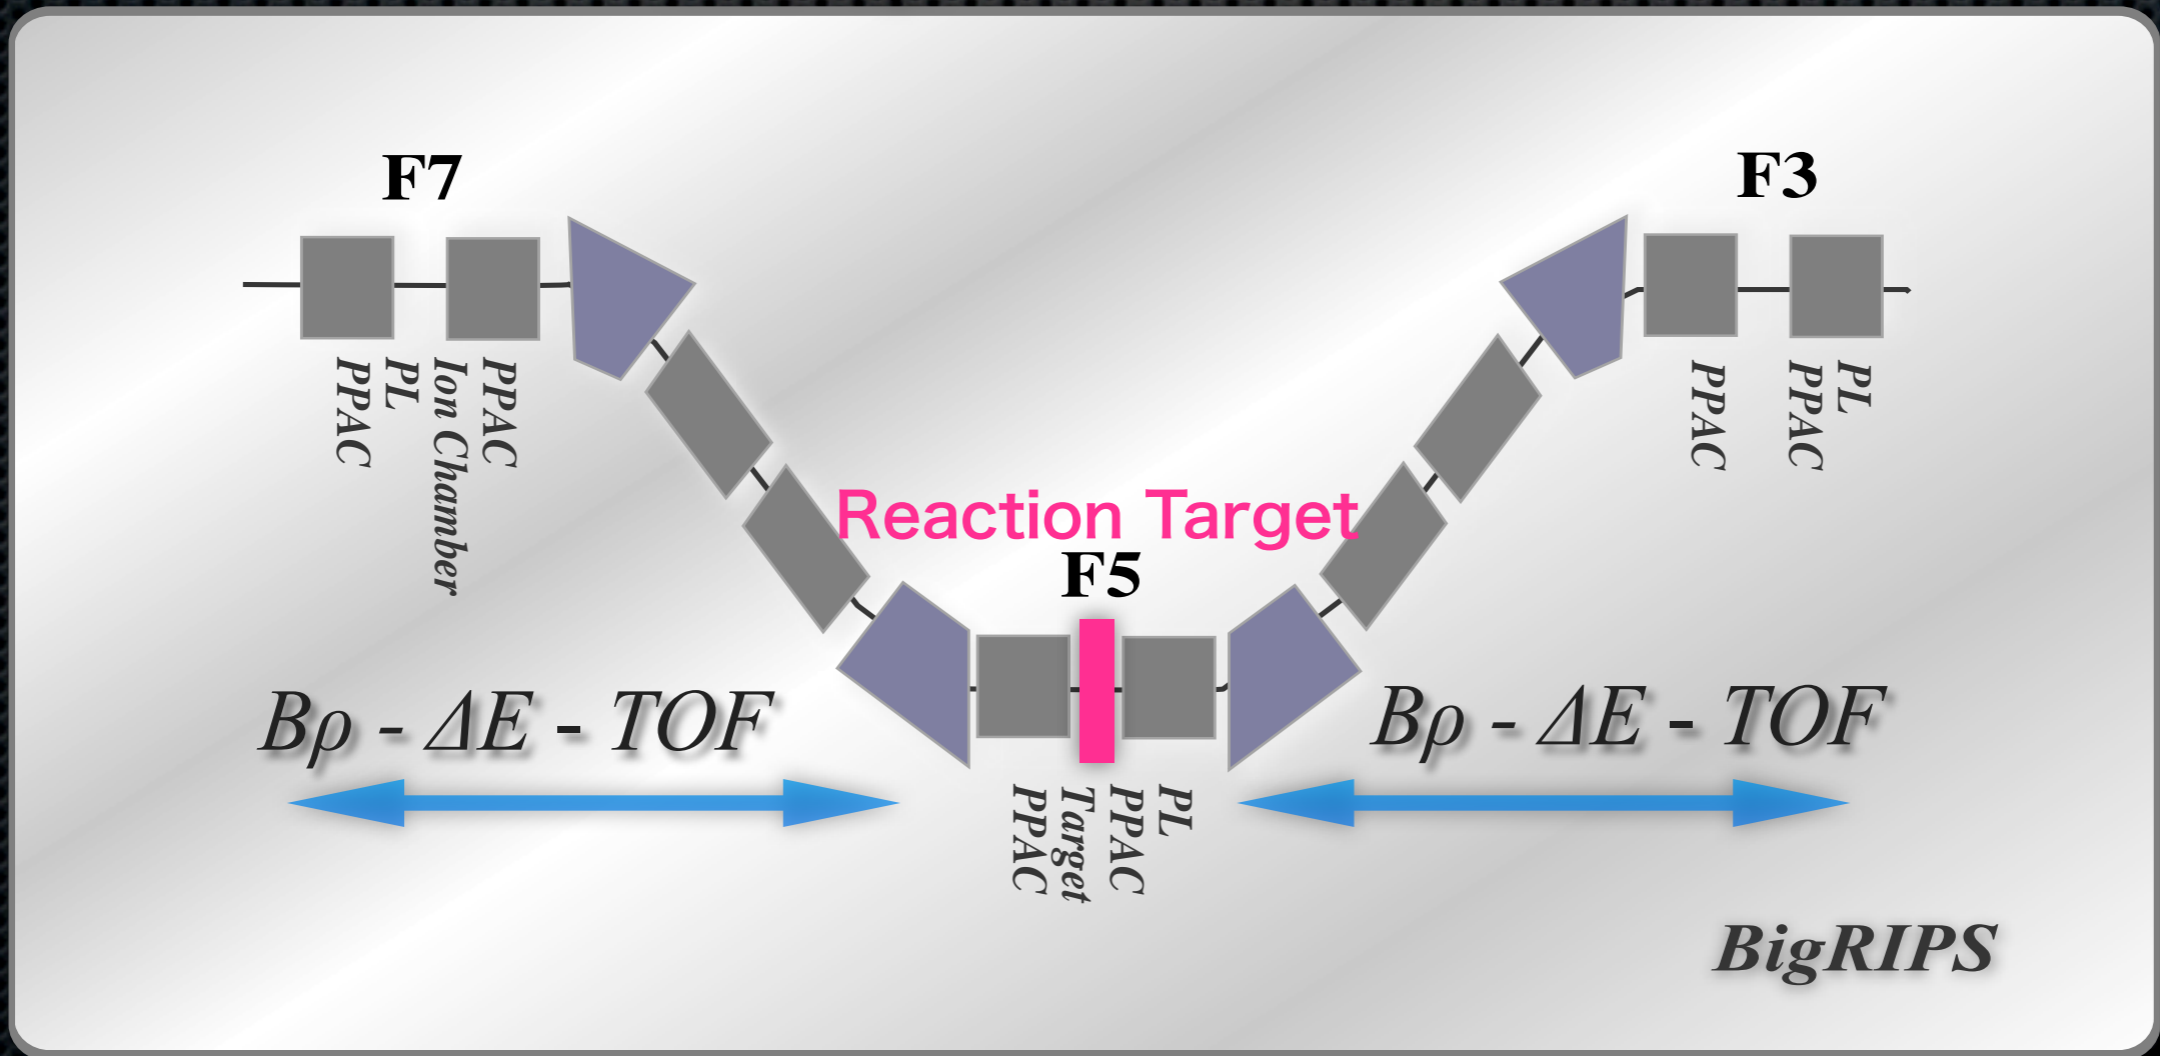 F7
F3
PPAC
PL
Ion Chamber
PPAC
PPAC
PPAC
PL
Reaction Target
F5
Bρ - ΔE - TOF
Bρ - ΔE - TOF
PPAC
Target
PPAC
PL
BigRIPS